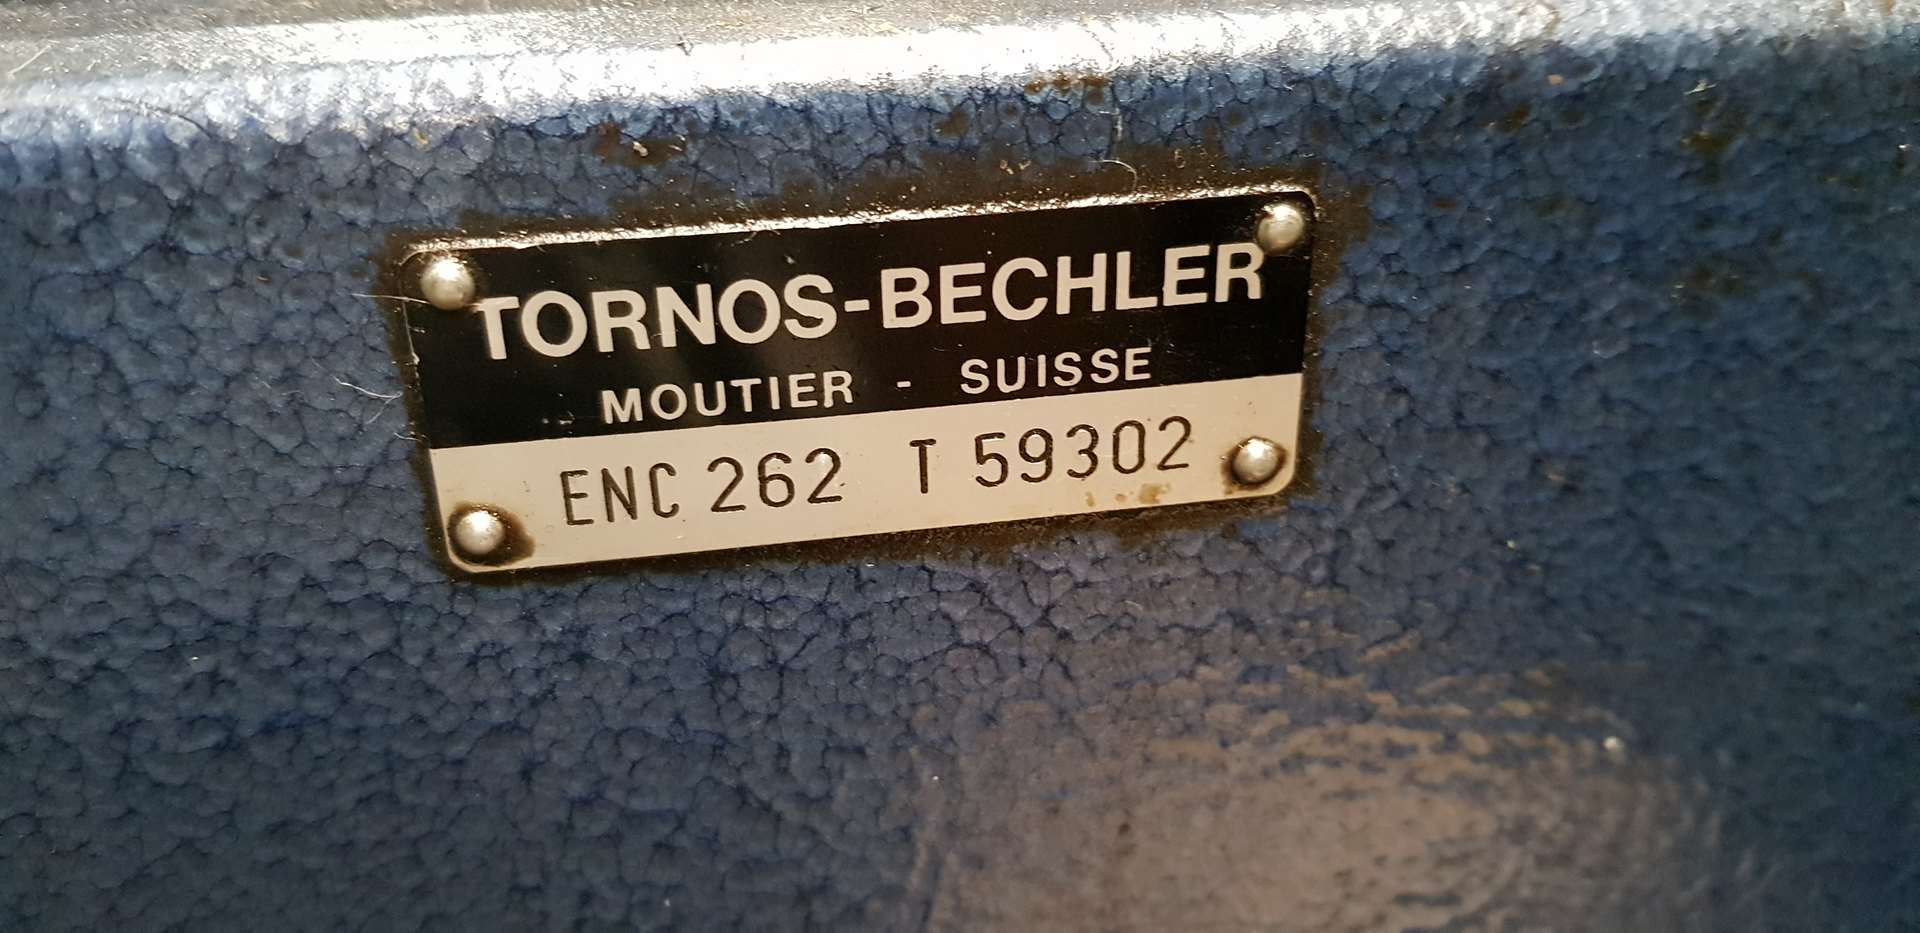 TORNOS-BECHLER
MOUTIER - SUISSE
ENC 262 T 59302